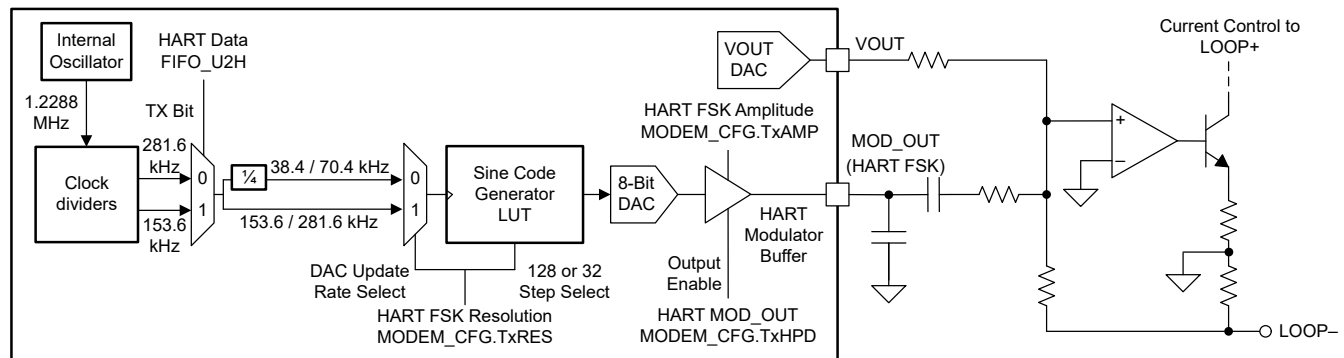 Internal
Oscillator
HART Data
FIFO_U2H
1.2288
MHz
TX Bit
281.6
kHz
Clock
dividers
153.6
kHz
0
1
¼
38.4 / 70.4 kHz
153.6 / 281.6 kHz
0
1
Sine Code
Generator
LUT
DAC Update
Rate Select
128 or 32
Step Select
HART FSK Resolution
MODEM_CFG.TxRES
8-Bit
DAC
VOUT
DAC
HART FSK Amplitude
MODEM_CFG.TxAMP
HART
Modulator
Buffer
Output
Enable
HART MOD_OUT
MODEM_CFG.TxHPD
VOUT
MOD_OUT
(HART FSK)
+
–
Current Control to
LOOP+
LOOP–